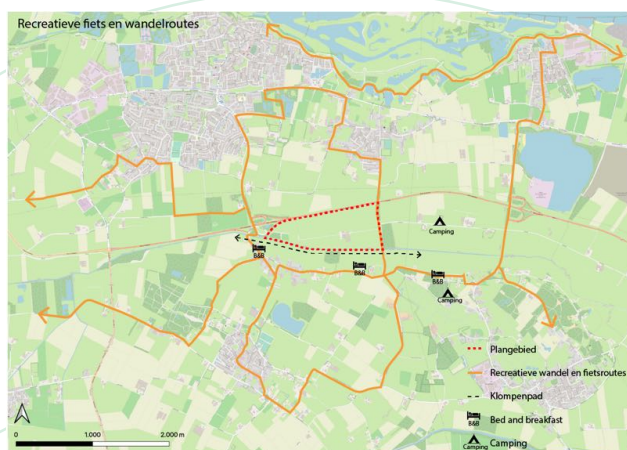 Recreatieve fiets en wandelroutes
Camping
B&B
B&B
B&B
Camping
Plangebied
Recreatieve wandel en fietsroutes
Klompenpad
Bed and breakfast
B&B
Camping
0 1.000 2.000 m